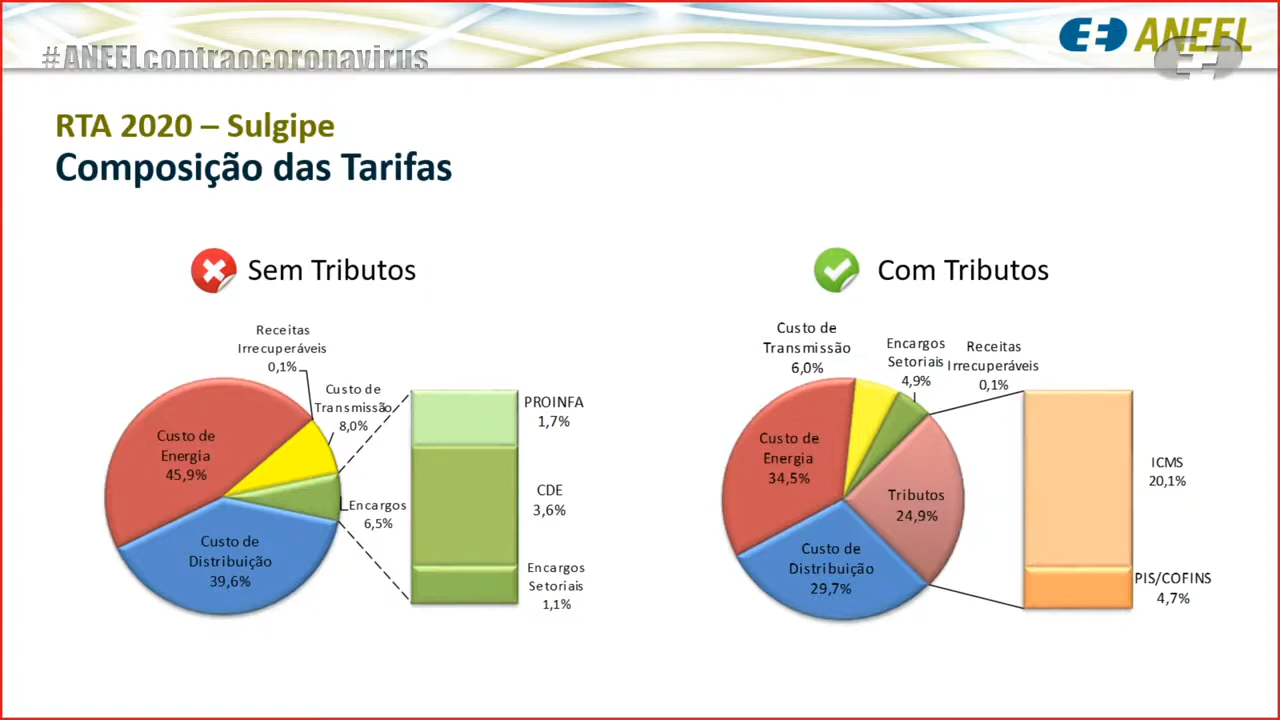 #ANEELcontraocoronavirus
ANEEL
RTA 2020 – Sulgipe
Composição das Tarifas
Sem Tributos
Receitas
Irrecuperáveis
0,1%
Custo de
Transmissão
8,0%
Custo de
Energia
45,9%
Encargos
6,5%
Custo de
Distribuição
39,6%
PROINFA
1,7%
CDE
3,6%
Encargos
Setoriais
1,1%
Com Tributos
Custo de
Transmissão
6,0%
Encargos
Setoriais
4,9%
Receitas
Irrecuperáveis
0,1%
Custo de
Energia
34,5%
Tributos
24,9%
Custo de
Distribuição
29,7%
ICMS
20,1%
PIS/COFINS
4,7%